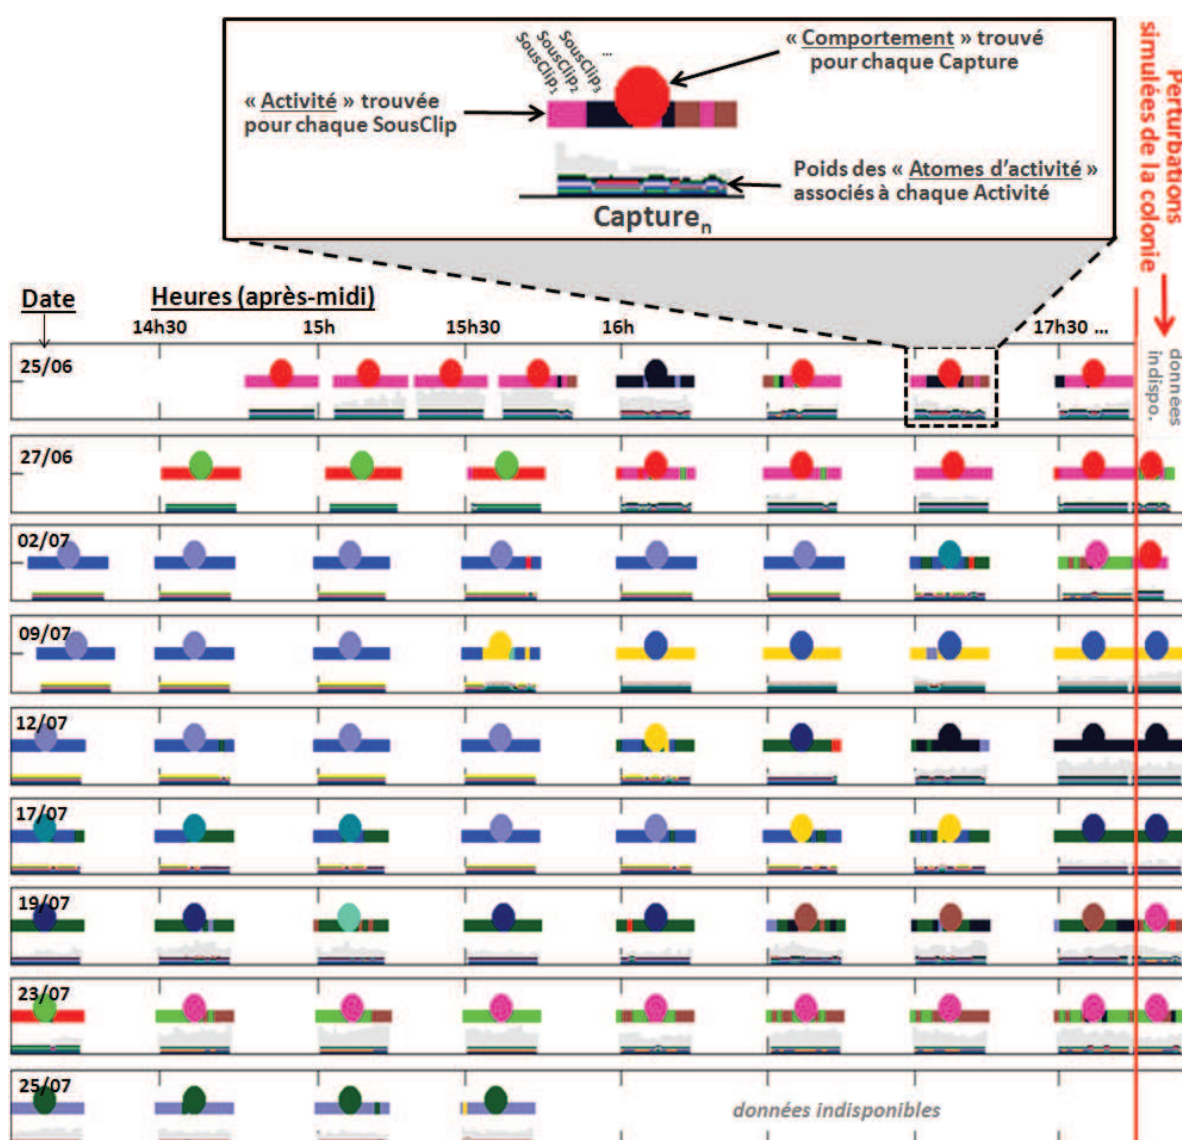 SousClip1
SousClip2
SousClip3
...
« Comportement » trouvé
pour chaque Capture
« Activité » trouvée
pour chaque SousClip
Poids des « Atomes d'activité »
associés à chaque Activité
Capturen
Perturbations
simulées de la colonie
Date
Heures (après-midi)
14h30
15h
15h30
16h
17h30 ...
25/06
données
indispo.
27/06
02/07
09/07
12/07
17/07
19/07
23/07
25/07
données indisponibles